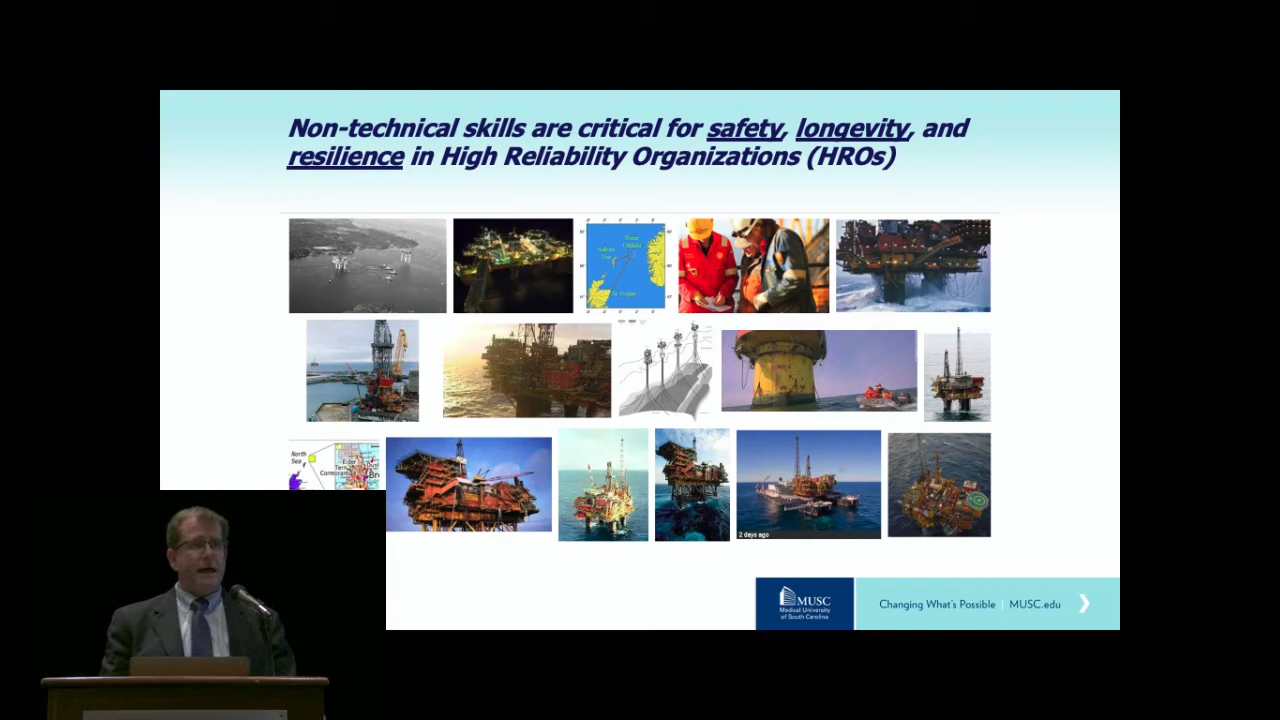 Non-technical skills are critical for safety, longevity, and
resilience in High Reliability Organizations (HROs)
North
Sea
Eider
Cormorant
2 days ago
MUSC
Medical University
of South Carolina
Changing What's Possible | MUSC.edu